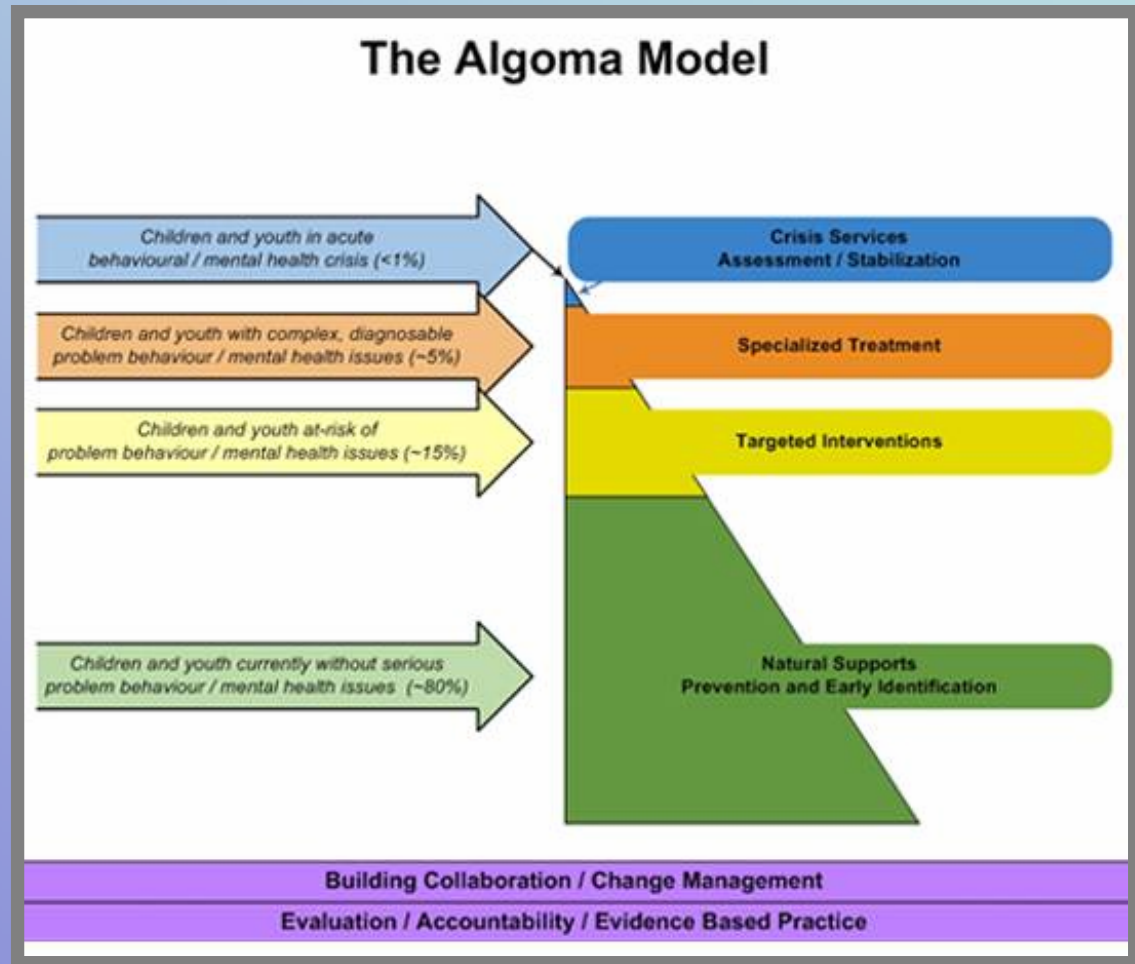 The Algoma Model
Children and youth in acute
behavioural / mental health crisis (<1%)
Crisis Services
Assessment / Stabilization
Children and youth with complex, diagnosable
problem behaviour / mental health issues (~5%)
Specialized Treatment
Children and youth at-risk of
problem behaviour / mental health issues (~15%)
Targeted Interventions
Children and youth currently without serious
problem behaviour / mental health issues (~80%)
Natural Supports
Prevention and Early Identification
Building Collaboration / Change Management
Evaluation / Accountability / Evidence Based Practice